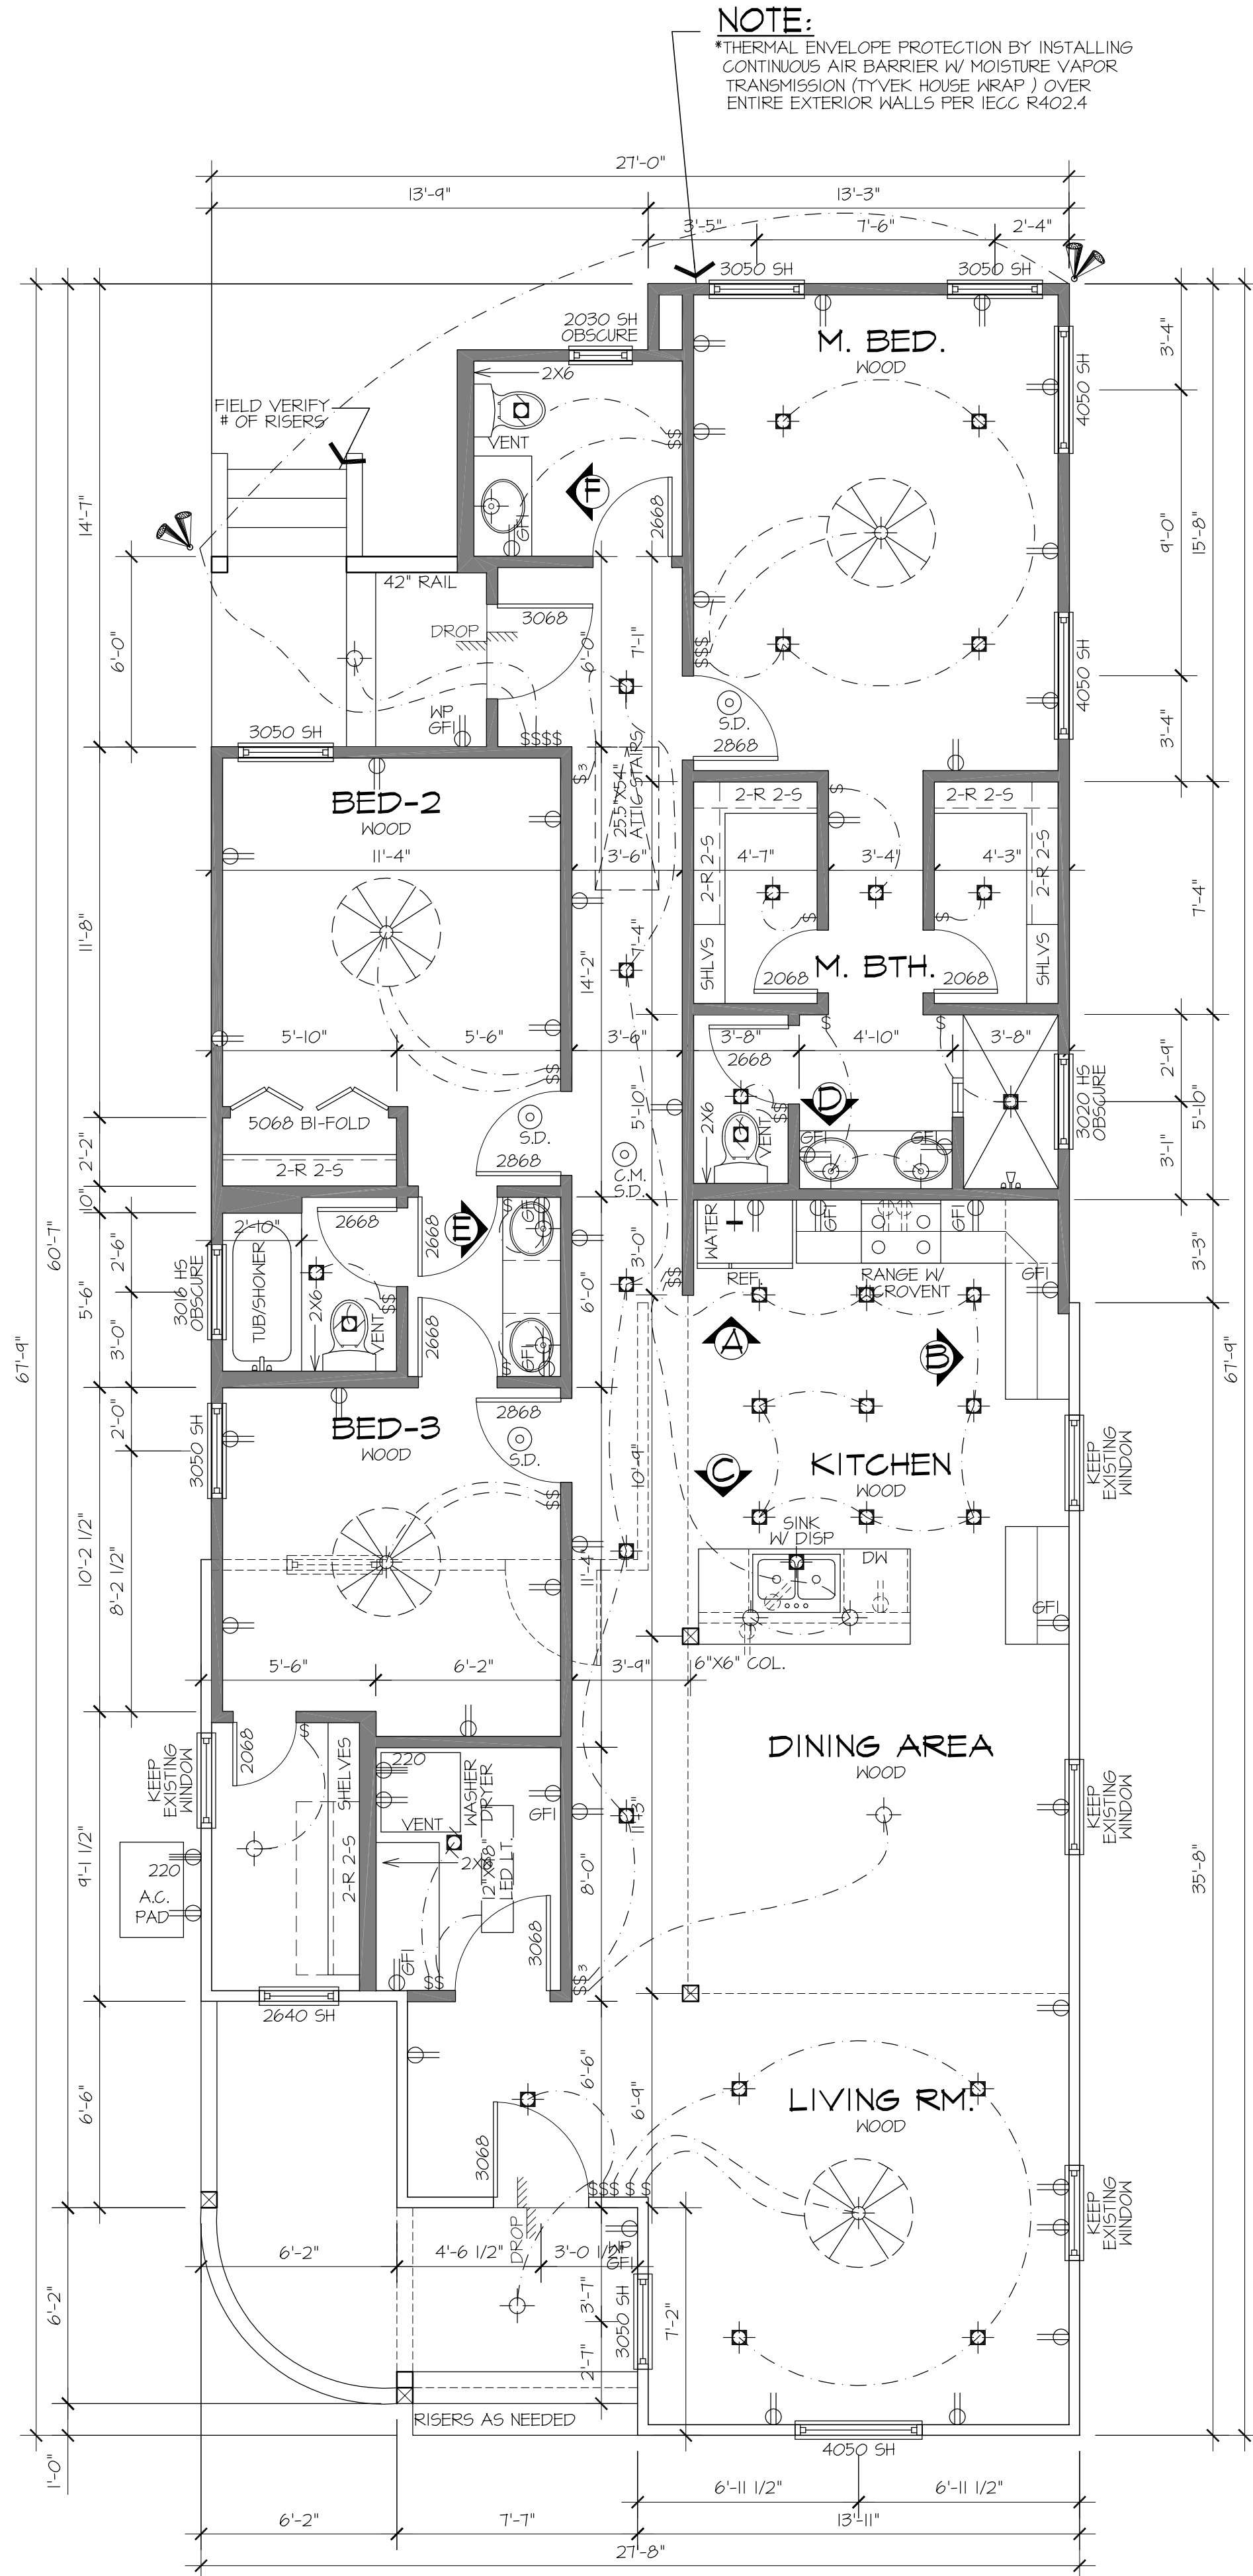 NOTE:
*THERMAL ENVELOPE PROTECTION BY INSTALLING
CONTINUOUS AIR BARRIER W/ MOISTURE VAPOR
TRANSMISSION (TYVEK HOUSE WRAP ) OVER
ENTIRE EXTERIOR WALLS PER IECC R402.4
27'-0"
13'-9"
13'-3"
3'-5"
7'-6"
2'-4"
3050 SH
3050 SH
2030 SH
OBSCURE
M. BED.
WOOD
2X6
3'-4"
4050 SH
FIELD VERIFY
# OF RISERS
VENT
$$
F
GFI
2668
14'-7"
9'-0"
15'-8"
42" RAIL
3068
DROP
6'-0"
6'-0"
7'-1"
$$$
4050 SH
WP
GFI
S.D.
2868
3'-4"
3050 SH
$$$$
$3
25.5"X54"
ATTIC STAIRS
BED-2
WOOD
2-R 2-S
2-R 2-S
$
2-R 2-S
2-R 2-S
11'-4"
3'-6"
4'-7"
3'-4"
4'-3"
7'-4"
11'-8"
$
$
14'-2"
7'-4"
SHLVS
M. BTH.
SHLVS
2068
2068
5'-10"
5'-6"
3'-6"
3'-8"
4'-10"
3'-8"
$
$
2668
2'-9"
$$
3020 HS
OBSCURE
5'-10"
5'-10"
5068 BI-FOLD
S.D.
2X6
VENT
$$
D
GFI
GFI
2'-2"
2-R 2-S
2868
C.M.
S.D.
3'-1"
10"
60'-7"
67'-9"
67'-9"
2'-10"
2668
2668
E
$
GFI
WATER
GFI
GFI
3'-0"
3'-3"
2'-6"
5'-6"
3016 HS
OBSCURE
TUB/SHOWER
2X6
$$
VENT
6'-0"
$$
REF.
RANGE W/
MICROVENT
GFI
3'-0"
2668
GFI
$
A
B
2'-0"
BED-3
WOOD
2868
S.D.
3050 SH
10'-9"
C
KITCHEN
WOOD
KEEP
EXISTING
WINDOW
$$
10'-2 1/2"
8'-2 1/2"
11'-4"
SINK
W/ DISP
DW
GFI
5'-6"
6'-2"
3'-9"
6"X6" COL.
2068
$
DINING AREA
WOOD
KEEP
EXISTING
WINDOW
SHELVES
220
WASHER
DRYER
VENT
GFI
11'-3"
KEEP
EXISTING
WINDOW
9'-1 1/2"
220
A.C.
PAD
2-R 2-S
12"X48"
LED LT.
8'-0"
35'-8"
GFI
$$
3068
$$3
2640 SH
6'-6"
6'-6"
6'-9"
LIVING RM.
WOOD
3068
$$$ $ $
KEEP
EXISTING
WINDOW
DROP
WP
GFI
6'-2"
4'-6 1/2"
3'-0 1/2"
6'-2"
3'-7"
3050 SH
7'-2"
2'-7"
RISERS AS NEEDED
1'-0"
4050 SH
6'-11 1/2"
6'-11 1/2"
6'-2"
7'-7"
13'-11"
27'-8"